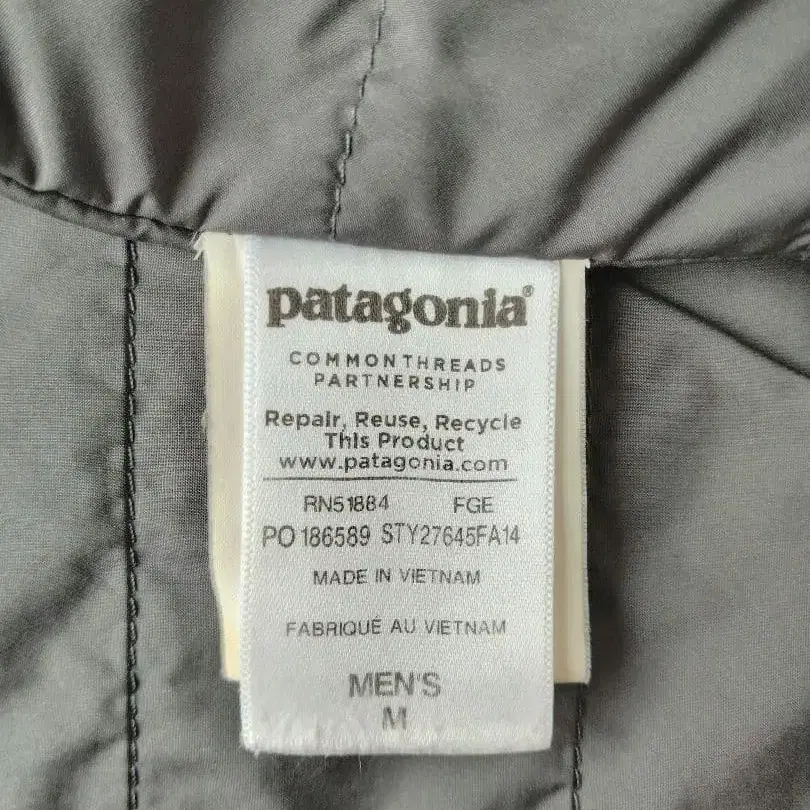 patagonia®
COMMONTHREADS
PARTNERSHIP
Repair, Reuse, Recycle
This Product
www.patagonia.com
RN51884 FGE
PO 186589 STY27645FA14
MADE IN VIETNAM
FABRIQUÉ AU VIETNAM
MEN'S
M